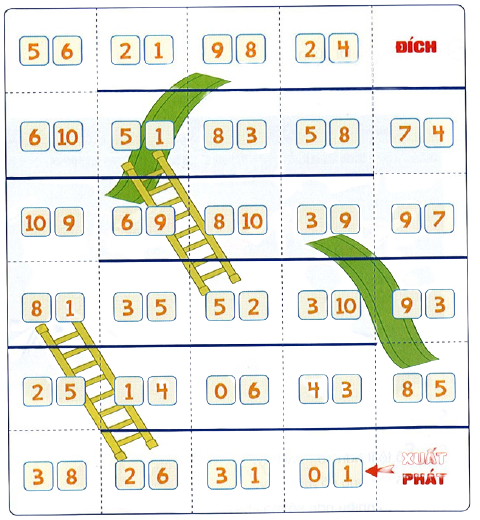 5 6 2 1 9 8 2 4 ĐÍCH
6 10 5 1 8 3 5 8 7 4
10 9 6 9 8 10 3 9 9 7
8 1 3 5 5 2 3 10 9 3
2 5 1 4 0 6 4 3 8 5
3 8 2 6 3 1 0 1 XUẤT
PHÁT